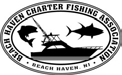 BEACH HAVEN CHARTER FISHING ASSOCIATION
• BEACH HAVEN, NJ •